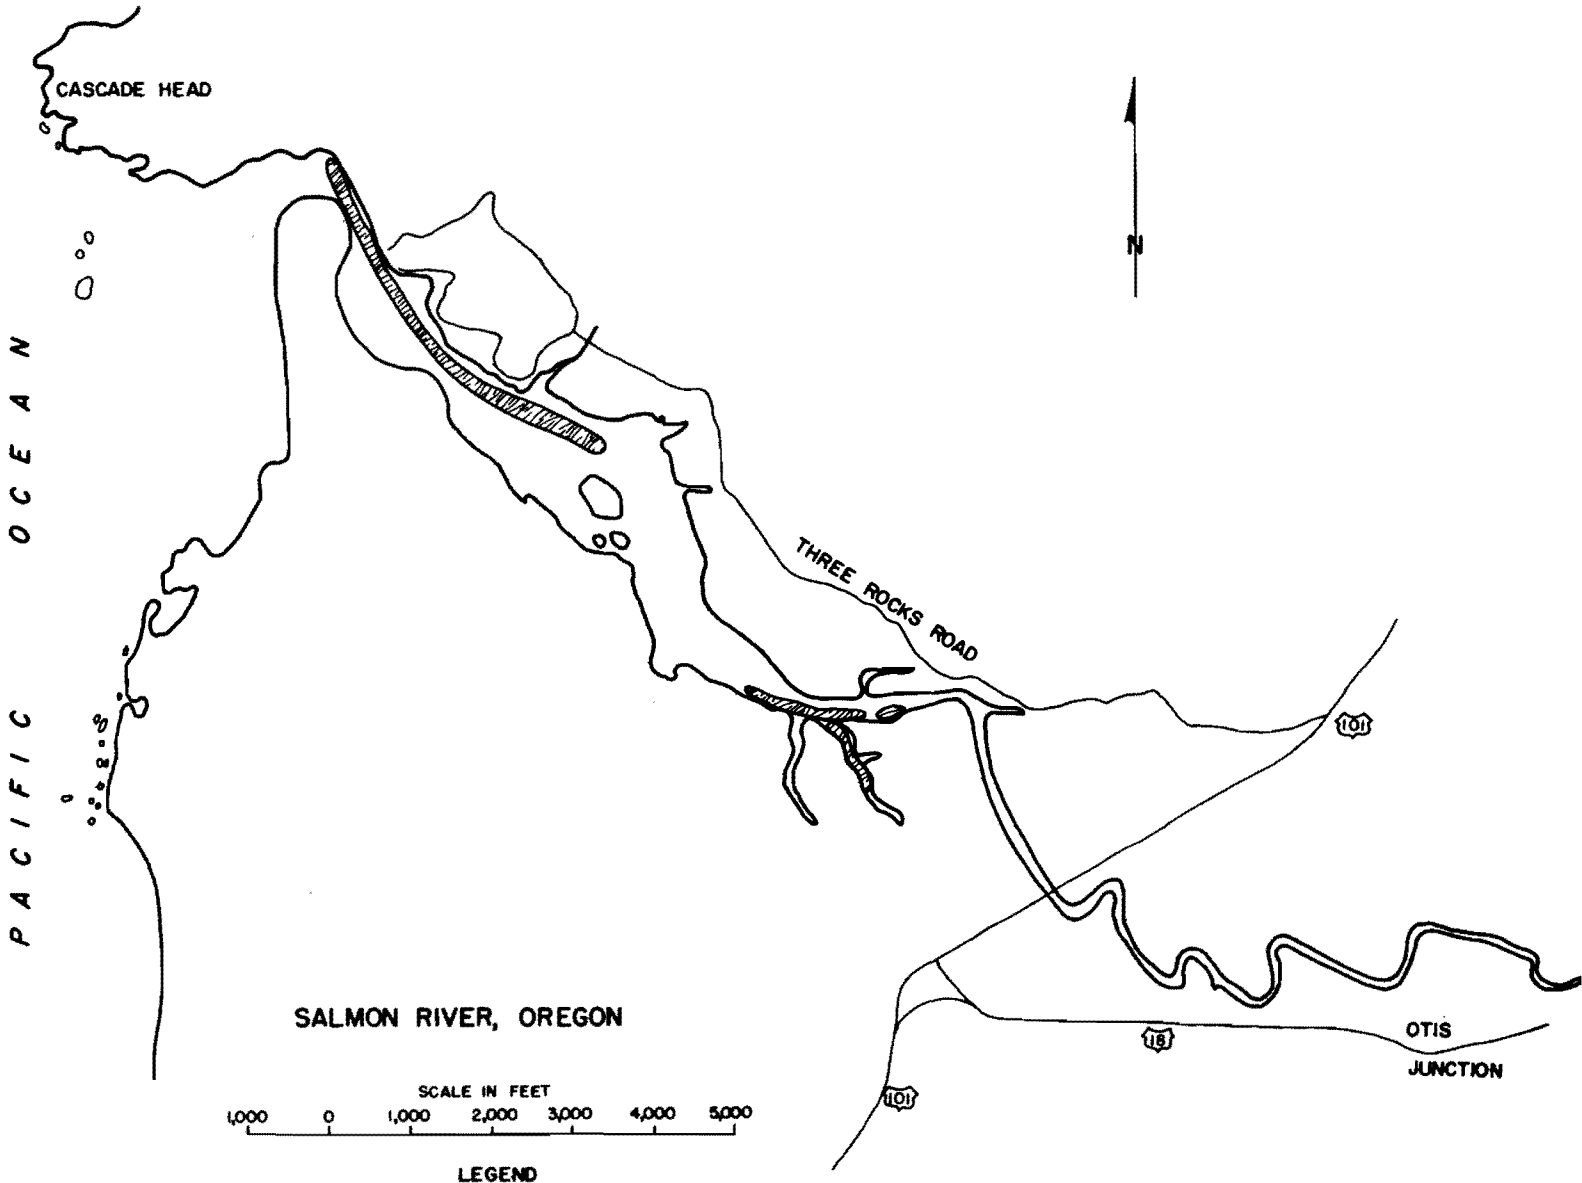 CASCADE HEAD
N
PACIFIC OCEAN
THREE ROCKS ROAD
101
SALMON RIVER, OREGON
OTIS
JUNCTION
18
101
SCALE IN FEET
1,000 0 1,000 2,000 3,000 4,000 5,000
LEGEND